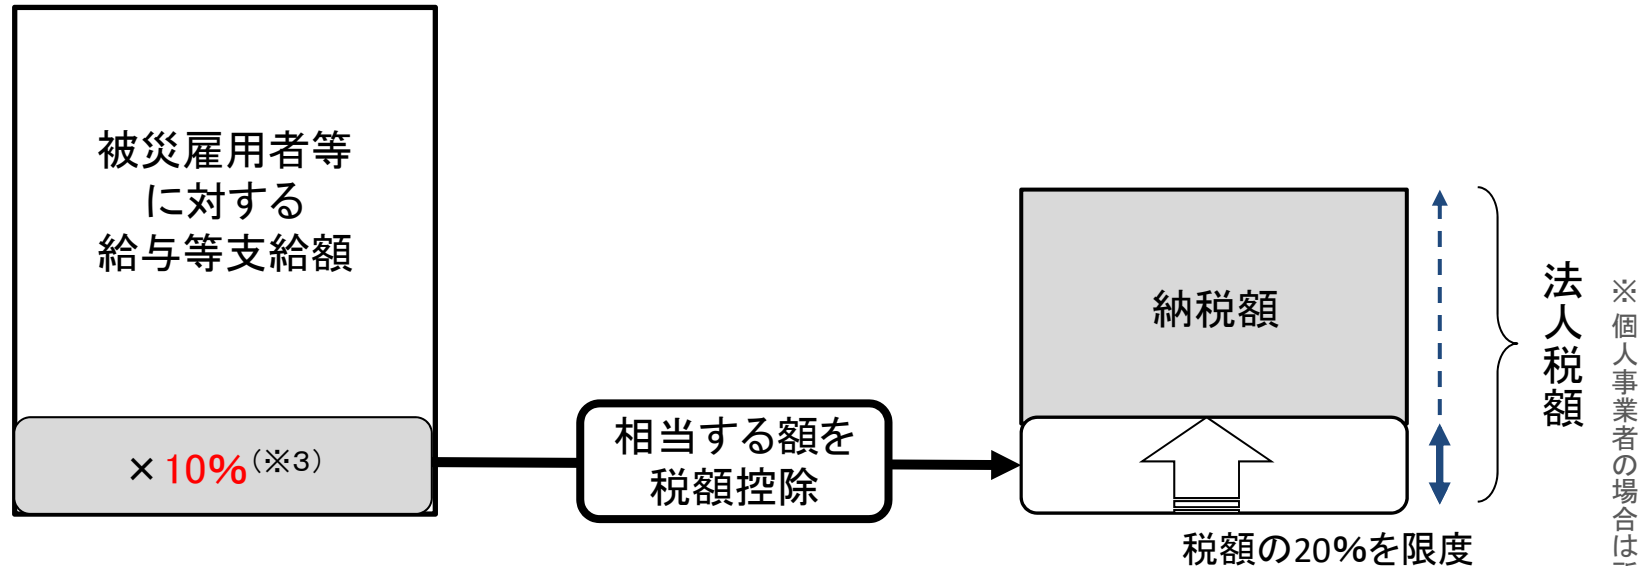 被災雇用者等
に対する
給与等支給額
×10%(※3)
相当する額を
税額控除
納税額
税額の20%を限度
法人税額
※個人事業者の場合は